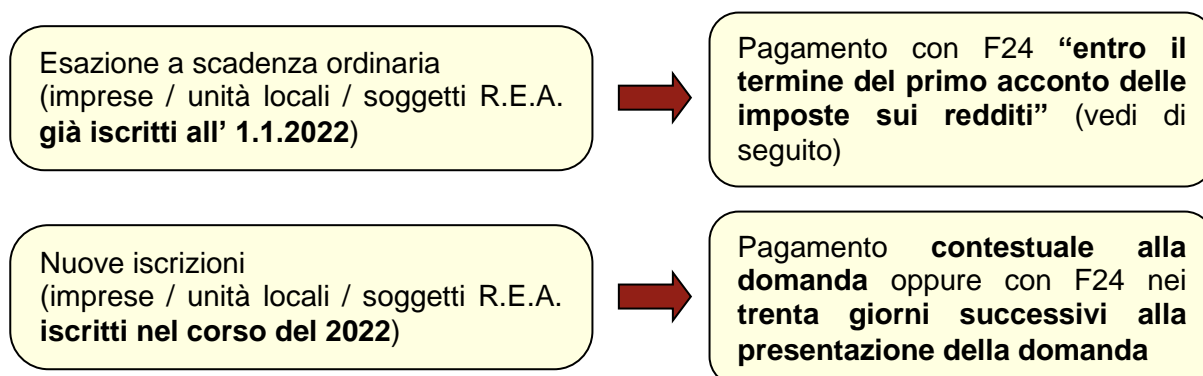 Esazione a scadenza ordinaria
(imprese / unità locali / soggetti R.E.A.
già iscritti all' 1.1.2022)
Pagamento con F24 “entro il
termine del primo acconto delle
imposte sui redditi” (vedi di
seguito)
Nuove iscrizioni
(imprese / unità locali / soggetti R.E.A.
iscritti nel corso del 2022)
Pagamento contestuale alla
domanda oppure con F24 nei
trenta giorni successivi alla
presentazione della domanda